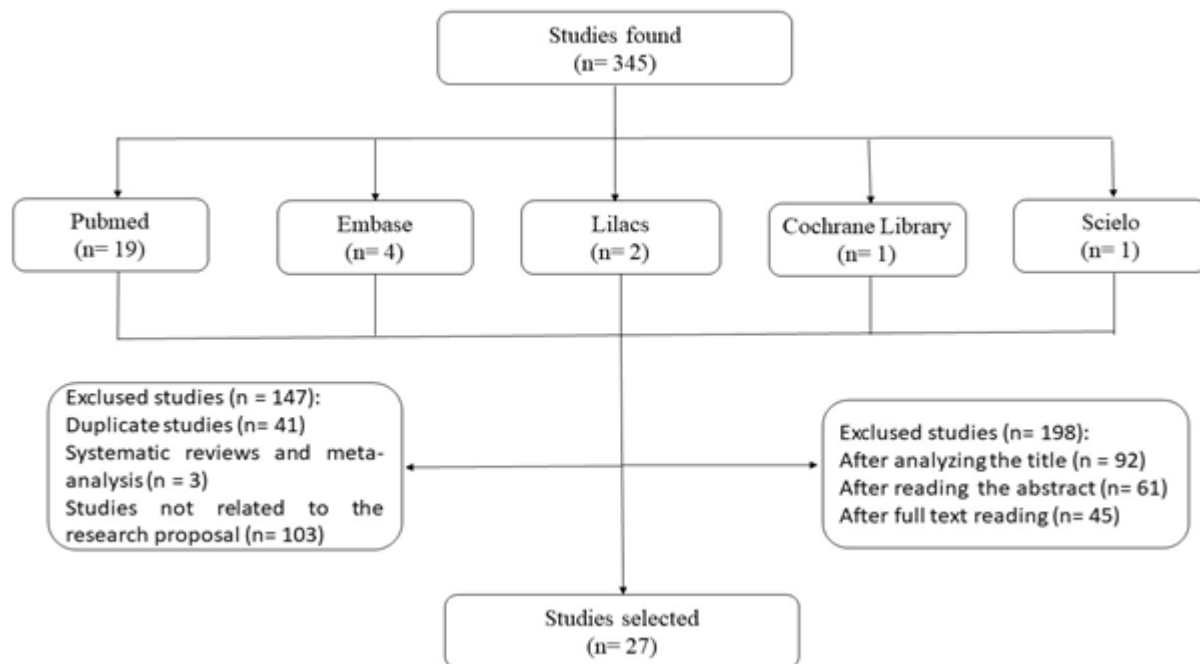 Studies found
(n= 345)
Pubmed
(n= 19)
Embase
(n= 4)
Lilacs
(n= 2)
Cochrane Library
(n= 1)
Scielo
(n= 1)
Exclused studies (n = 147):
Duplicate studies (n= 41)
Systematic reviews and meta-
analysis (n = 3)
Studies not related to the
research proposal (n= 103)
Exclused studies (n= 198):
After analyzing the title (n = 92)
After reading the abstract (n= 61)
After full text reading (n= 45)
Studies selected
(n= 27)